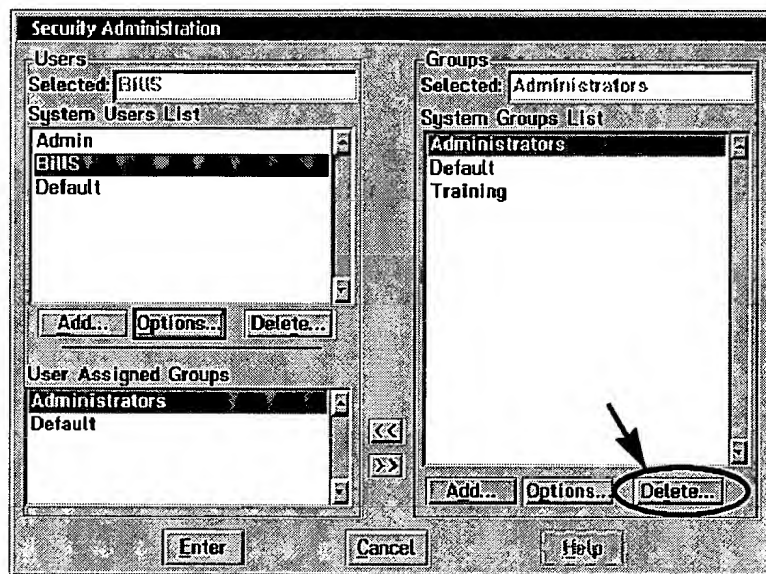 Security Administration
Users
Selected: BillS
System Users List
Admin
BillS
Default
Add... Options... Delete...
User Assigned Groups
Administrators
Default
<<
>>
Groups
Selected: Administrators
System Groups List
Administrators
Default
Training
Add... Options... Delete...
Enter Cancel Help